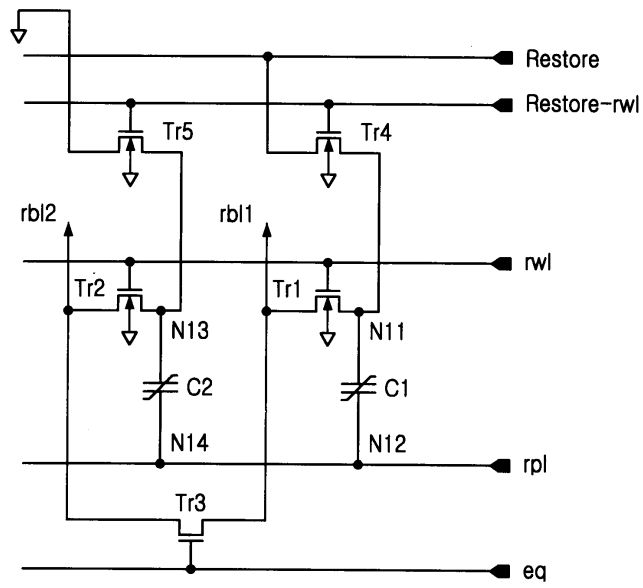 Restore
Restore-rwl
Tr5
Tr4
rbl2
rbl1
rwl
Tr2
Tr1
N13
N11
C2
C1
N14
N12
rpl
Tr3
eq